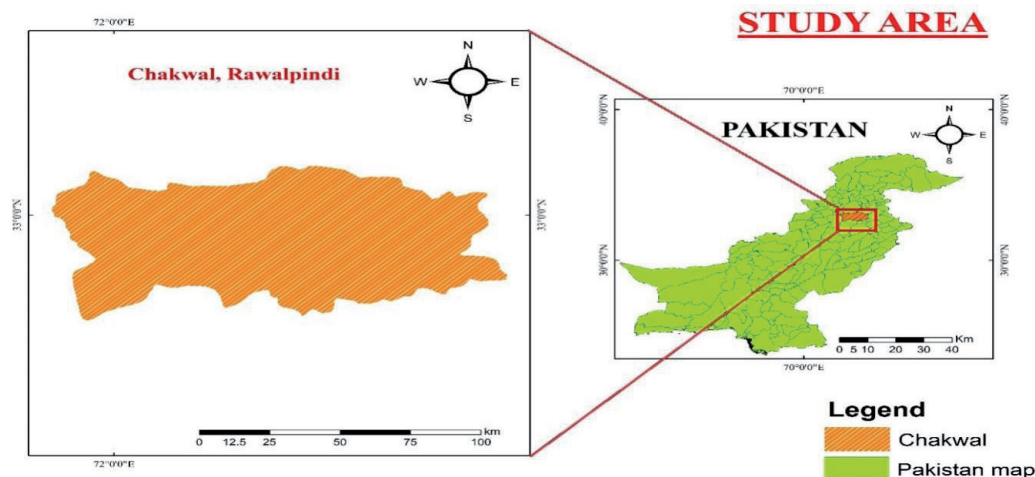 STUDY AREA
72°0'0"E
Chakwal, Rawalpindi
N
W E
S
33°0'0"N
33°0'0"N
0 12.5 25 50 75 100 km
72°0'0"E
70°0'0"E
40°0'0"N
40°0'0"N
PAKISTAN
N
W E
S
30°0'0"N
30°0'0"N
Km
0 5 10 20 30 40
70°0'0"E
Legend
Chakwal
Pakistan map